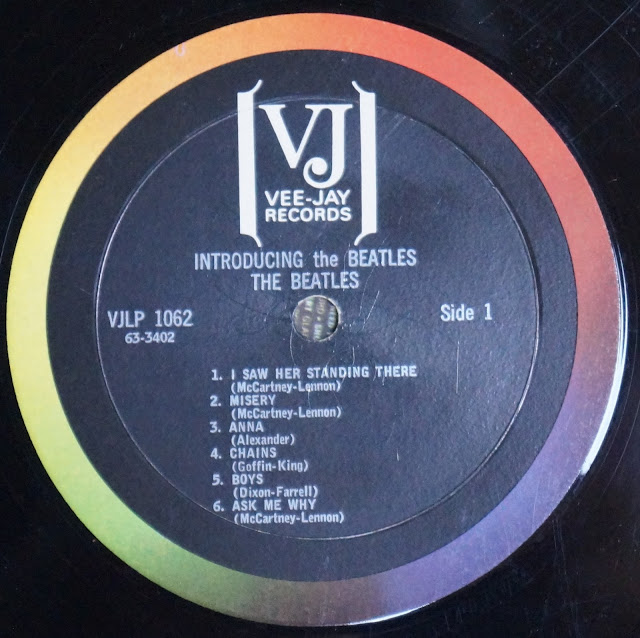 VJ
VEE-JAY
RECORDS
INTRODUCING the BEATLES
THE BEATLES
VJLP 1062
Side 1
63-3402
1. I SAW HER STANDING THERE
(McCartney-Lennon)
2. MISERY
(McCartney-Lennon)
3. ANNA
(Alexander)
4. CHAINS
(Goffin-King)
5. BOYS
(Dixon-Farrell)
6. ASK ME WHY
(McCartney-Lennon)